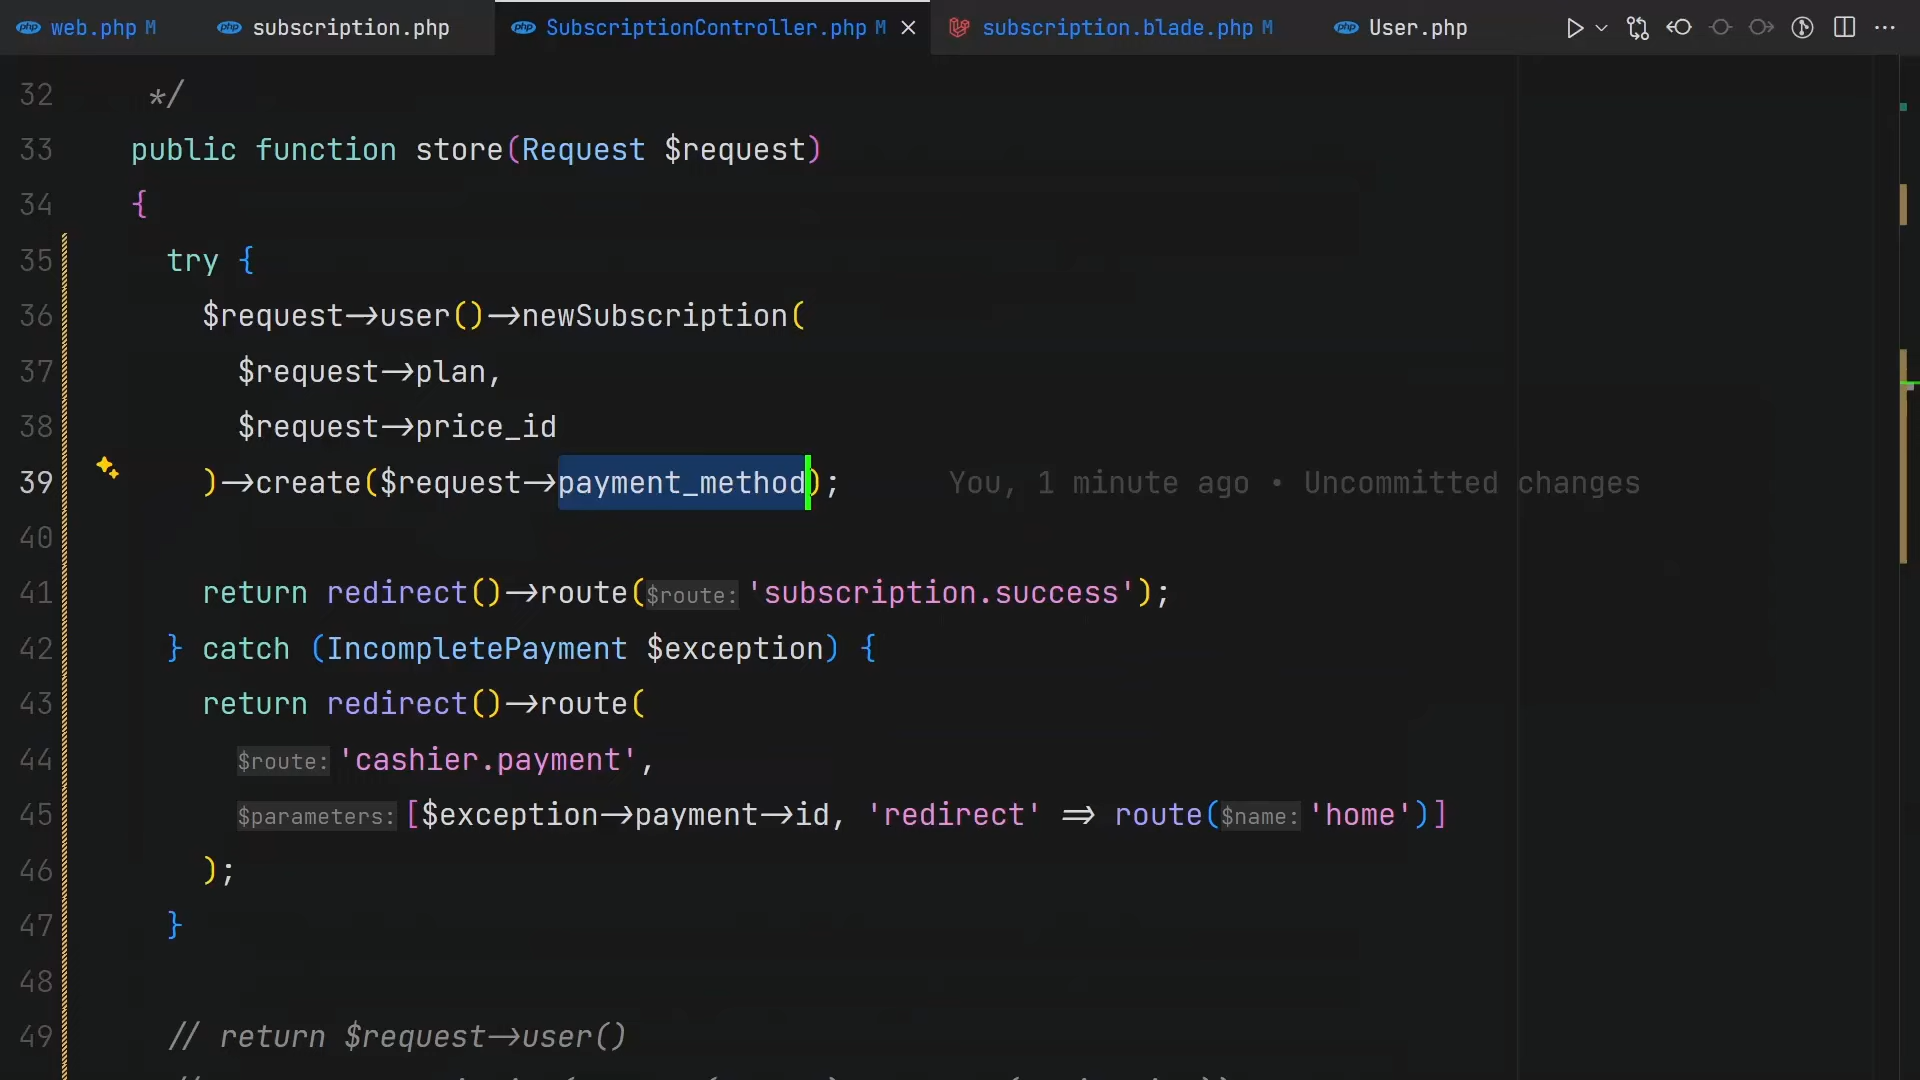 web.php M subscription.php SubscriptionController.php M subscription.blade.php M User.php
32 */
33 public function store(Request $request)
34 {
35 try {
36 $request->user()->newSubscription(
37 $request->plan,
38 $request->price_id
39 )->create($request->payment_method); You, 1 minute ago • Uncommitted changes
40
41 return redirect()->route($route: 'subscription.success');
42 } catch (IncompletePayment $exception) {
43 return redirect()->route(
44 $route: 'cashier.payment',
45 $parameters: [$exception->payment->id, 'redirect' => route($name: 'home')]
46 );
47 }
48
49 // return $request->user()